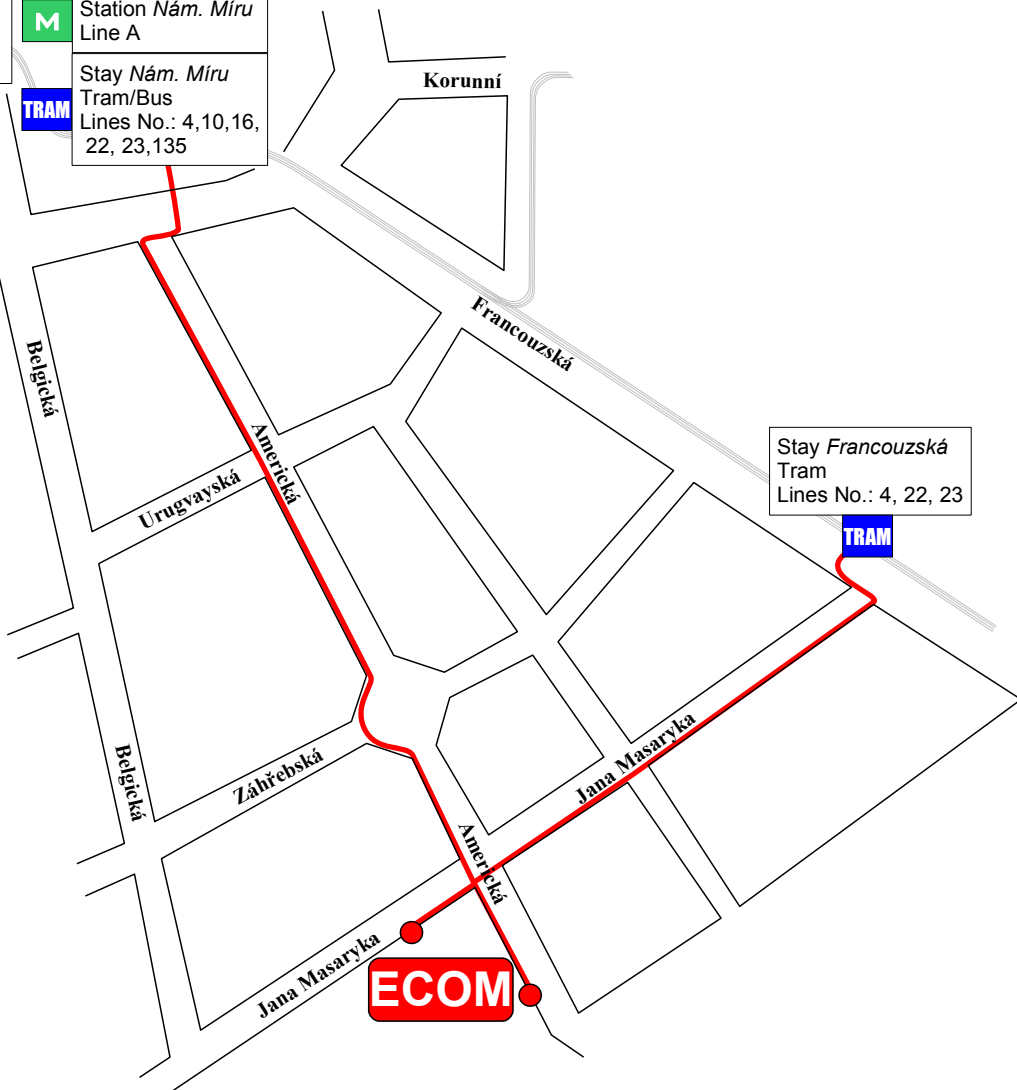 M
Station Nám. Míru
Line A
Stay Nám. Míru
TRAM
Tram/Bus
Lines No.: 4,10,16,
22, 23,135
Korunní
Francouzská
Belgická
Americká
Urugvayská
Stay Francouzská
Tram
Lines No.: 4, 22, 23
TRAM
Jana Masaryka
Belgická
Záhřebská
Americká
Jana Masaryka
ECOM